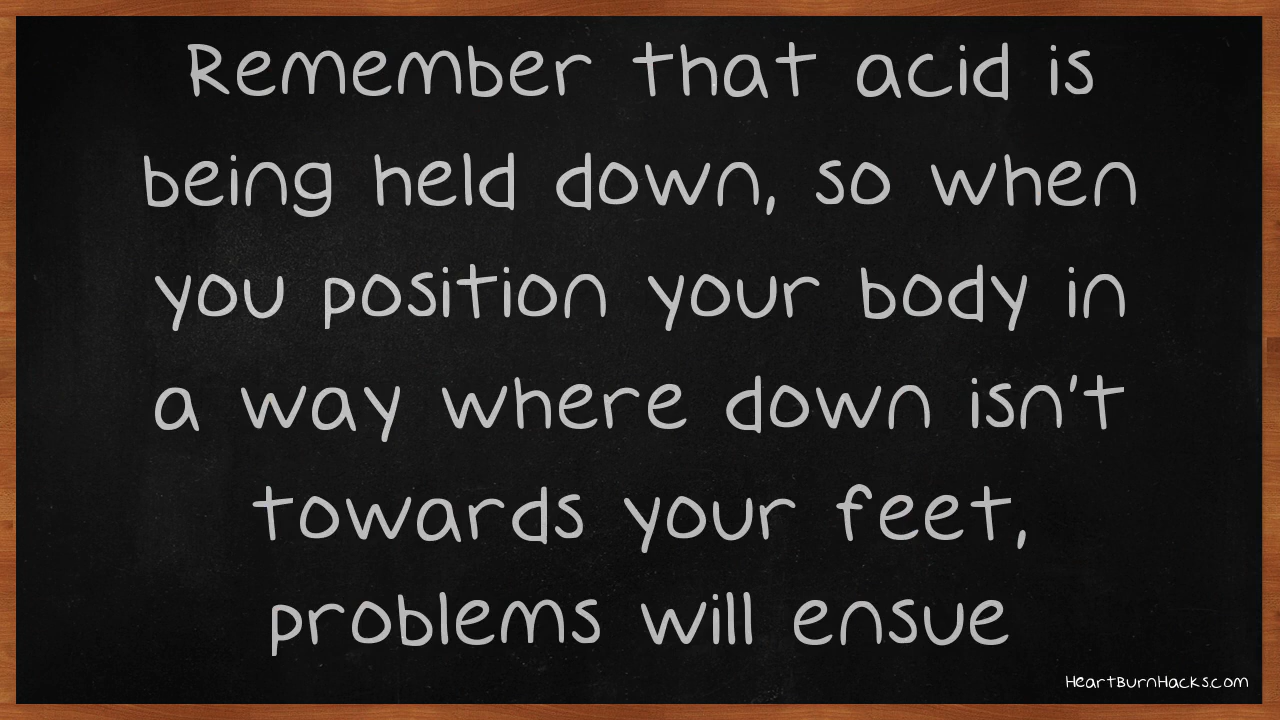 Remember that acid is
being held down, so when
you position your body in
a way where down isn't
towards your feet,
problems will ensue
HeartBurnHacks.com